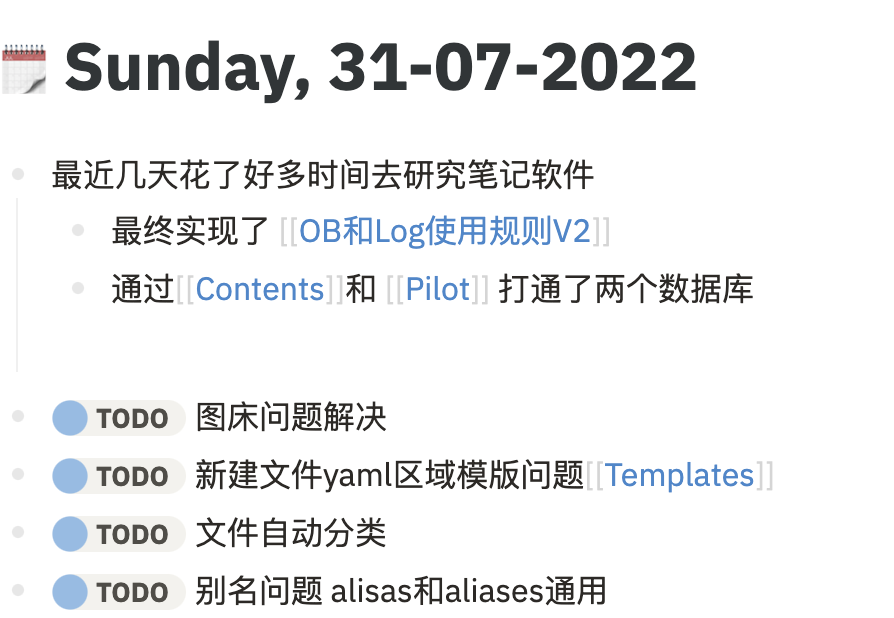 Sunday, 31-07-2022
最近几天花了好多时间去研究笔记软件
最终实现了 [[OB和Log使用规则V2]]
通过[[Contents]]和 [[Pilot]] 打通了两个数据库
TODO 图床问题解决
TODO 新建文件yaml区域模版问题[[Templates]]
TODO 文件自动分类
TODO 别名问题 alisas和aliases通用